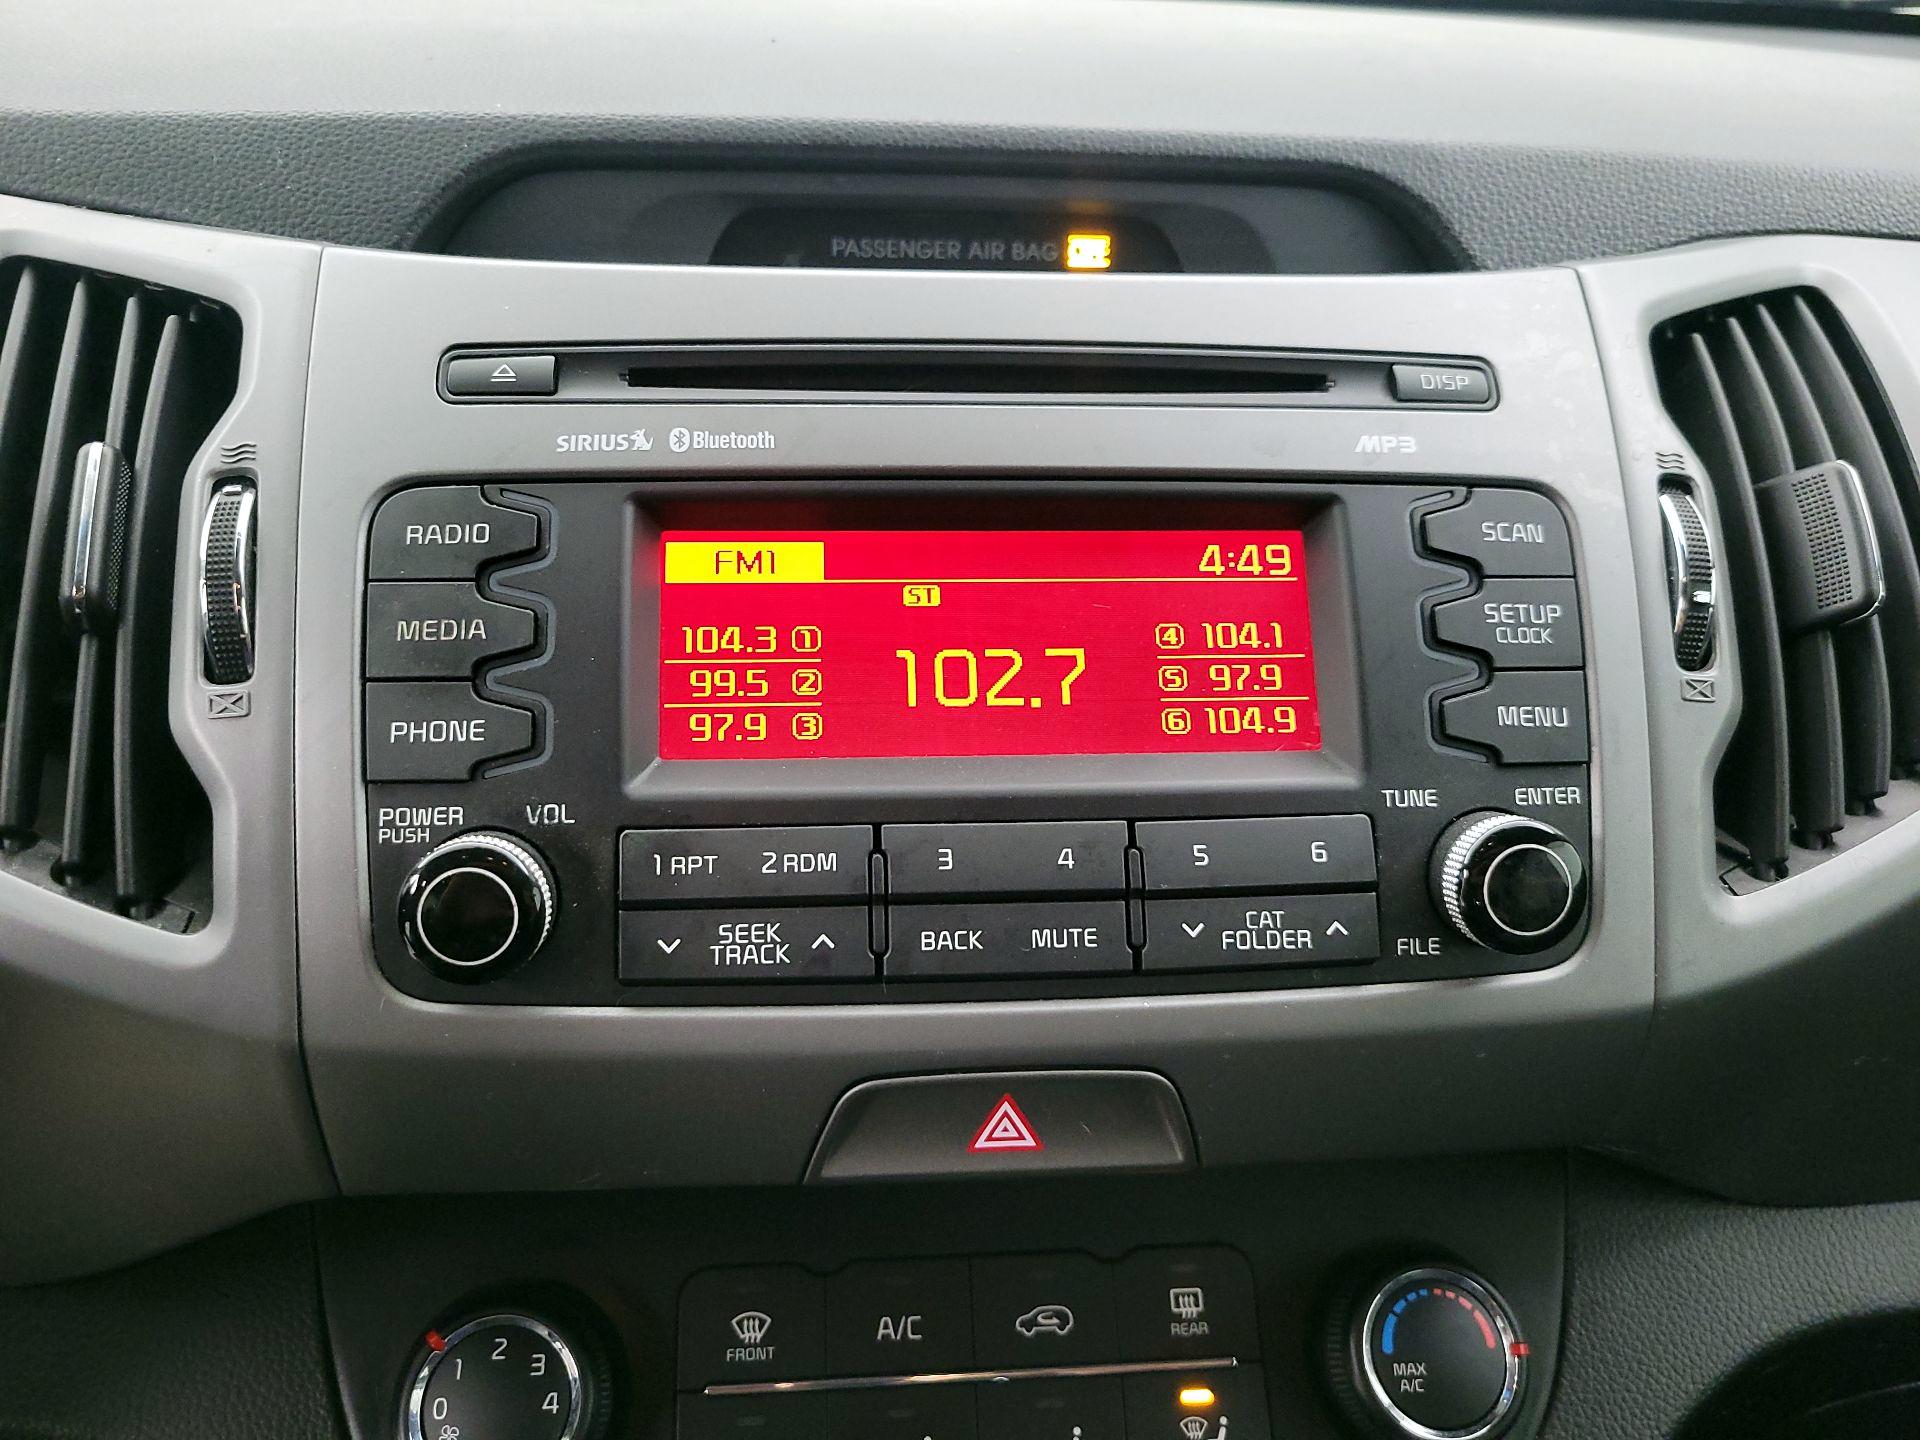 PASSENGER AIR BAG OFF
DISP
SIRIUS Bluetooth MP3
RADIO
MEDIA
PHONE
FM1 4:49
ST
104.3 1
99.5 2
97.9 3
102.7
4 104.1
5 97.9
6 104.9
SCAN
SETUP
CLOCK
MENU
POWER
PUSH
VOL
TUNE
ENTER
FILE
1 RPT 2 RDM 3 4 5 6
SEEK
TRACK
BACK MUTE
CAT
FOLDER
FRONT
A/C
REAR
0 1 2 3 4
MAX
A/C